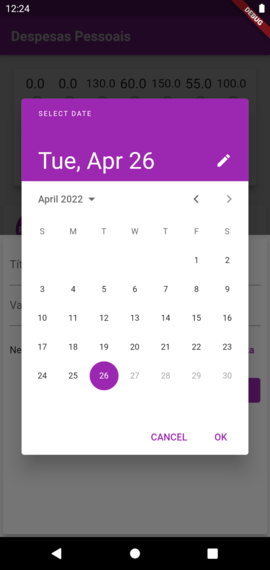 12:24
DEBUG
Despesas Pessoais
0.0 0.0 130.0 60.0 150.0 55.0 100.0
SELECT DATE
Tue, Apr 26
April 2022
S M T W T F S
1 2
3 4 5 6 7 8 9
10 11 12 13 14 15 16
17 18 19 20 21 22 23
24 25 26 27 28 29 30
CANCEL OK